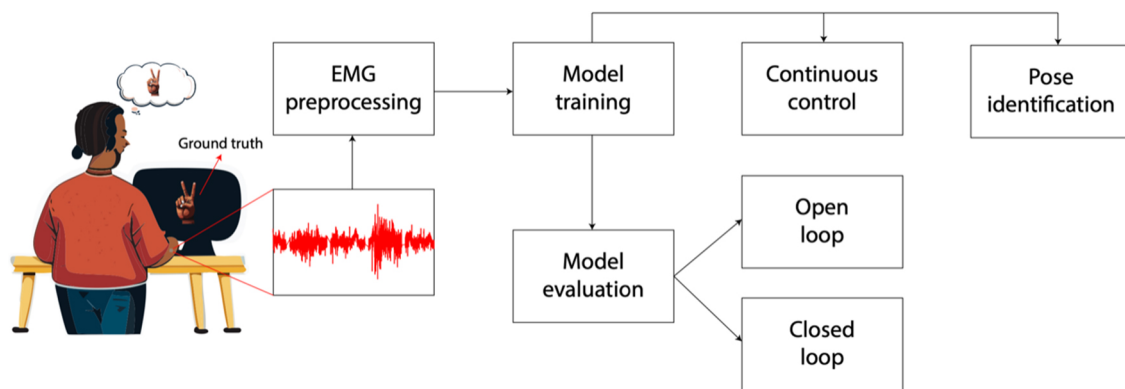 Ground truth
EMG
preprocessing
Model
training
Continuous
control
Pose
identification
Model
evaluation
Open
loop
Closed
loop